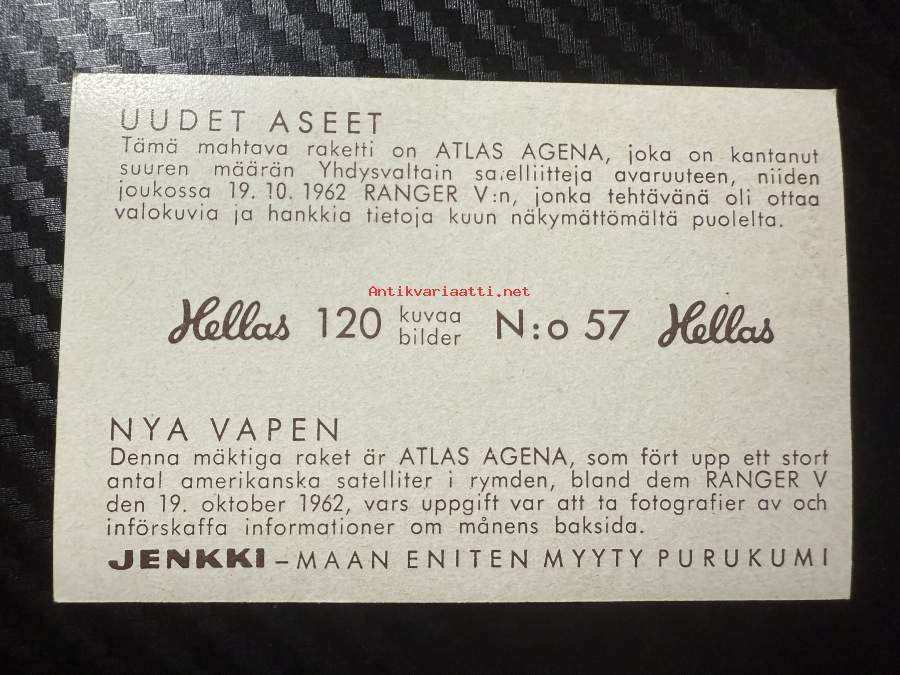 UUDET ASEET
Tämä mahtava raketti on ATLAS AGENA, joka on kantanut
suuren määrän Yhdysvaltain satelliitteja avaruuteen, niiden
joukossa 19. 10. 1962 RANGER V:n, jonka tehtävänä oli ottaa
valokuvia ja hankkia tietoja kuun näkymättömältä puolelta.
Antikvariaatti.net
Hellas 120 kuvaa bilder N:o 57 Hellas
NYA VAPEN
Denna mäktiga raket är ATLAS AGENA, som fört upp ett stort
antal amerikanska satelliter i rymden, bland dem RANGER V
den 19. oktober 1962, vars uppgift var att ta fotografier av och
införskaffa informationer om månens baksida.
JENKKI – MAAN ENITEN MYYTY PURUKUMI